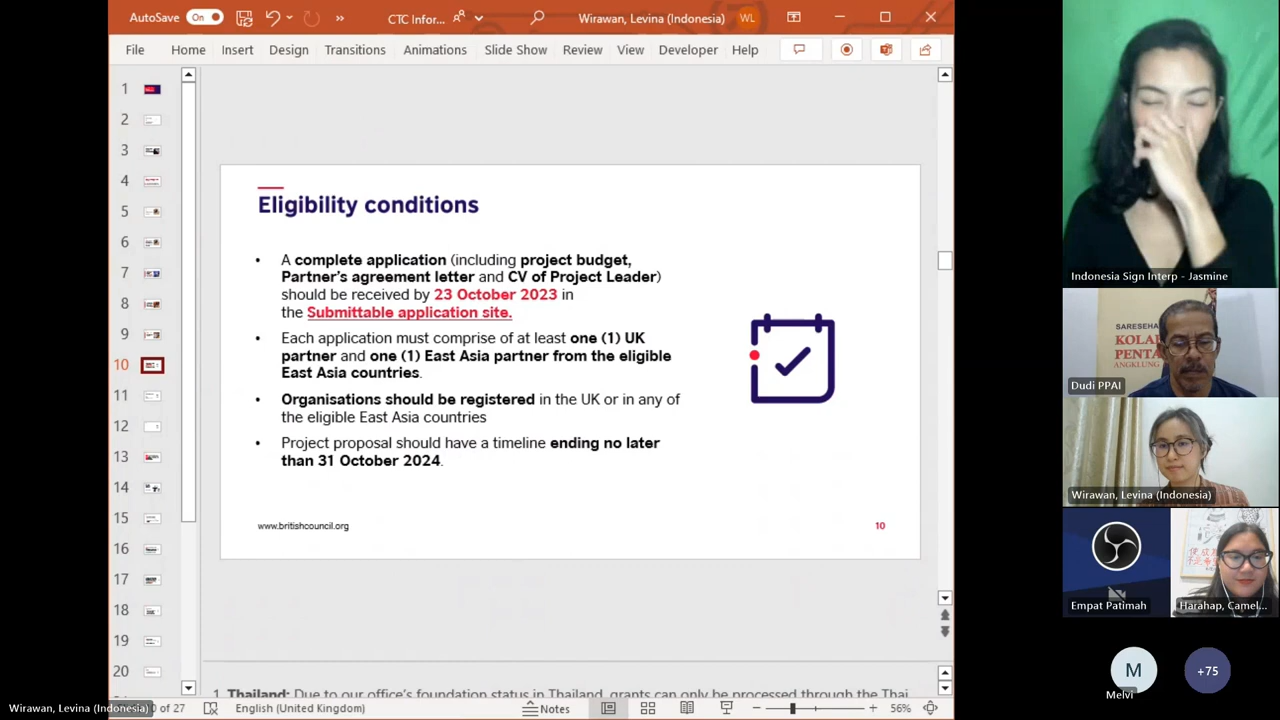 AutoSave
On
CTC Infor...
Wirawan, Levina (Indonesia)
WL
File
Home
Insert
Design
Transitions
Animations
Slide Show
Review
View
Developer
Help
1
2
3
4
5
6
7
8
9
10
11
12
13
14
15
16
17
18
19
20
Eligibility conditions
• A complete application (including project budget,
Partner's agreement letter and CV of Project Leader)
should be received by 23 October 2023 in
the Submittable application site.
• Each application must comprise of at least one (1) UK
partner and one (1) East Asia partner from the eligible
East Asia countries.
• Organisations should be registered in the UK or in any of
the eligible East Asia countries
• Project proposal should have a timeline ending no later
than 31 October 2024.
www.britishcouncil.org
10
1. Thailand: Due to our office's foundation status in Thailand, grants can only be processed through the Thai
Wirawan, Levina (Indonesia)
0 of 27
English (United Kingdom)
Notes
56%
Indonesia Sign Interp - Jasmine
SARESEHA
KOLA
PENTA
ANGKLUNG
Dudi PPAI
Wirawan, Levina (Indonesia)
Empat Patimah
Harahap, Camel...
M
Melvi
+75